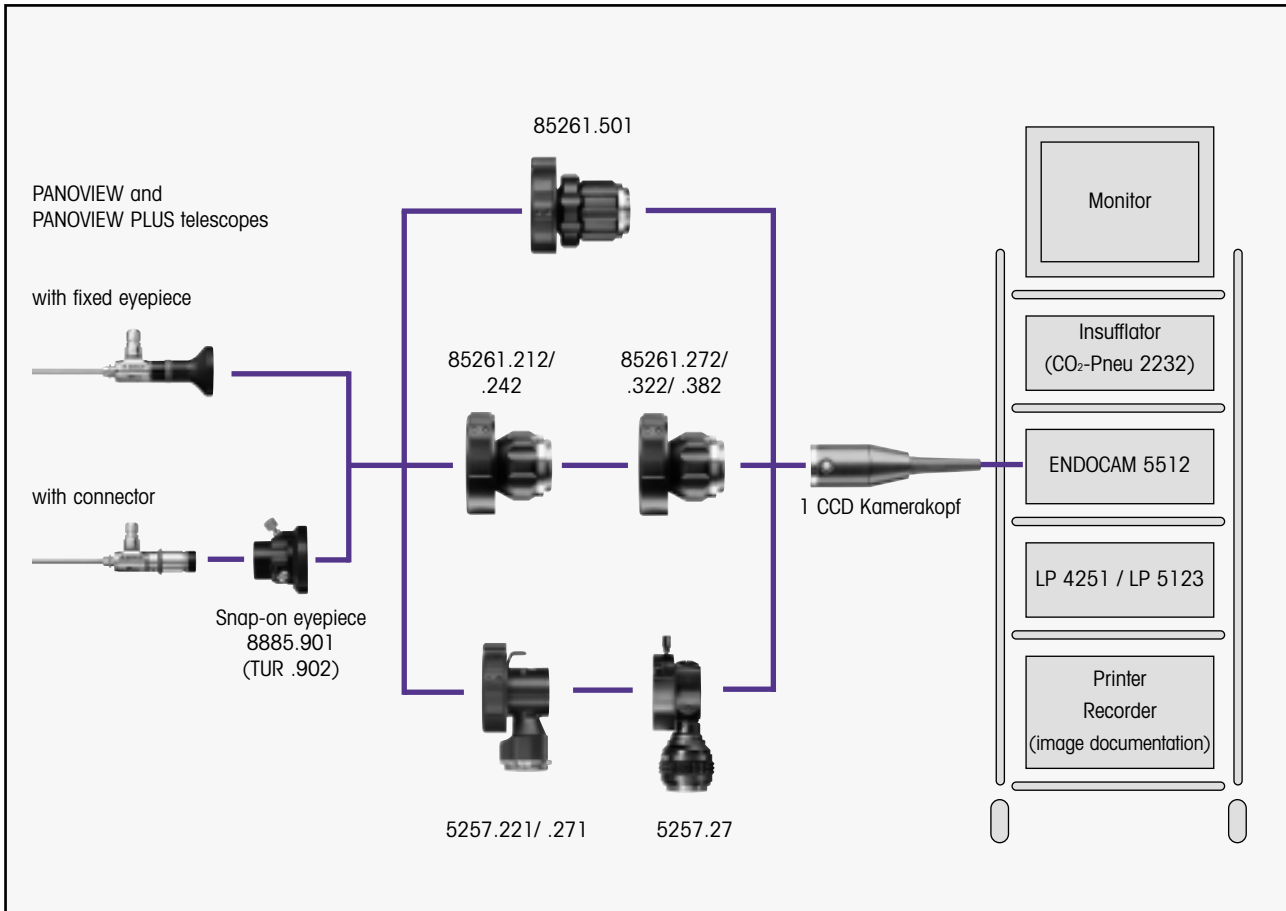 85261.501
PANOVIEW and
PANOVIEW PLUS telescopes
with fixed eyepiece
85261.212/
.242
85261.272/
.322/ .382
with connector
Snap-on eyepiece
8885.901
(TUR .902)
1 CCD Kamerakopf
5257.221/ .271
5257.27
Monitor
Insufflator
(CO₂-Pneu 2232)
ENDOCAM 5512
LP 4251 / LP 5123
Printer
Recorder
(image documentation)